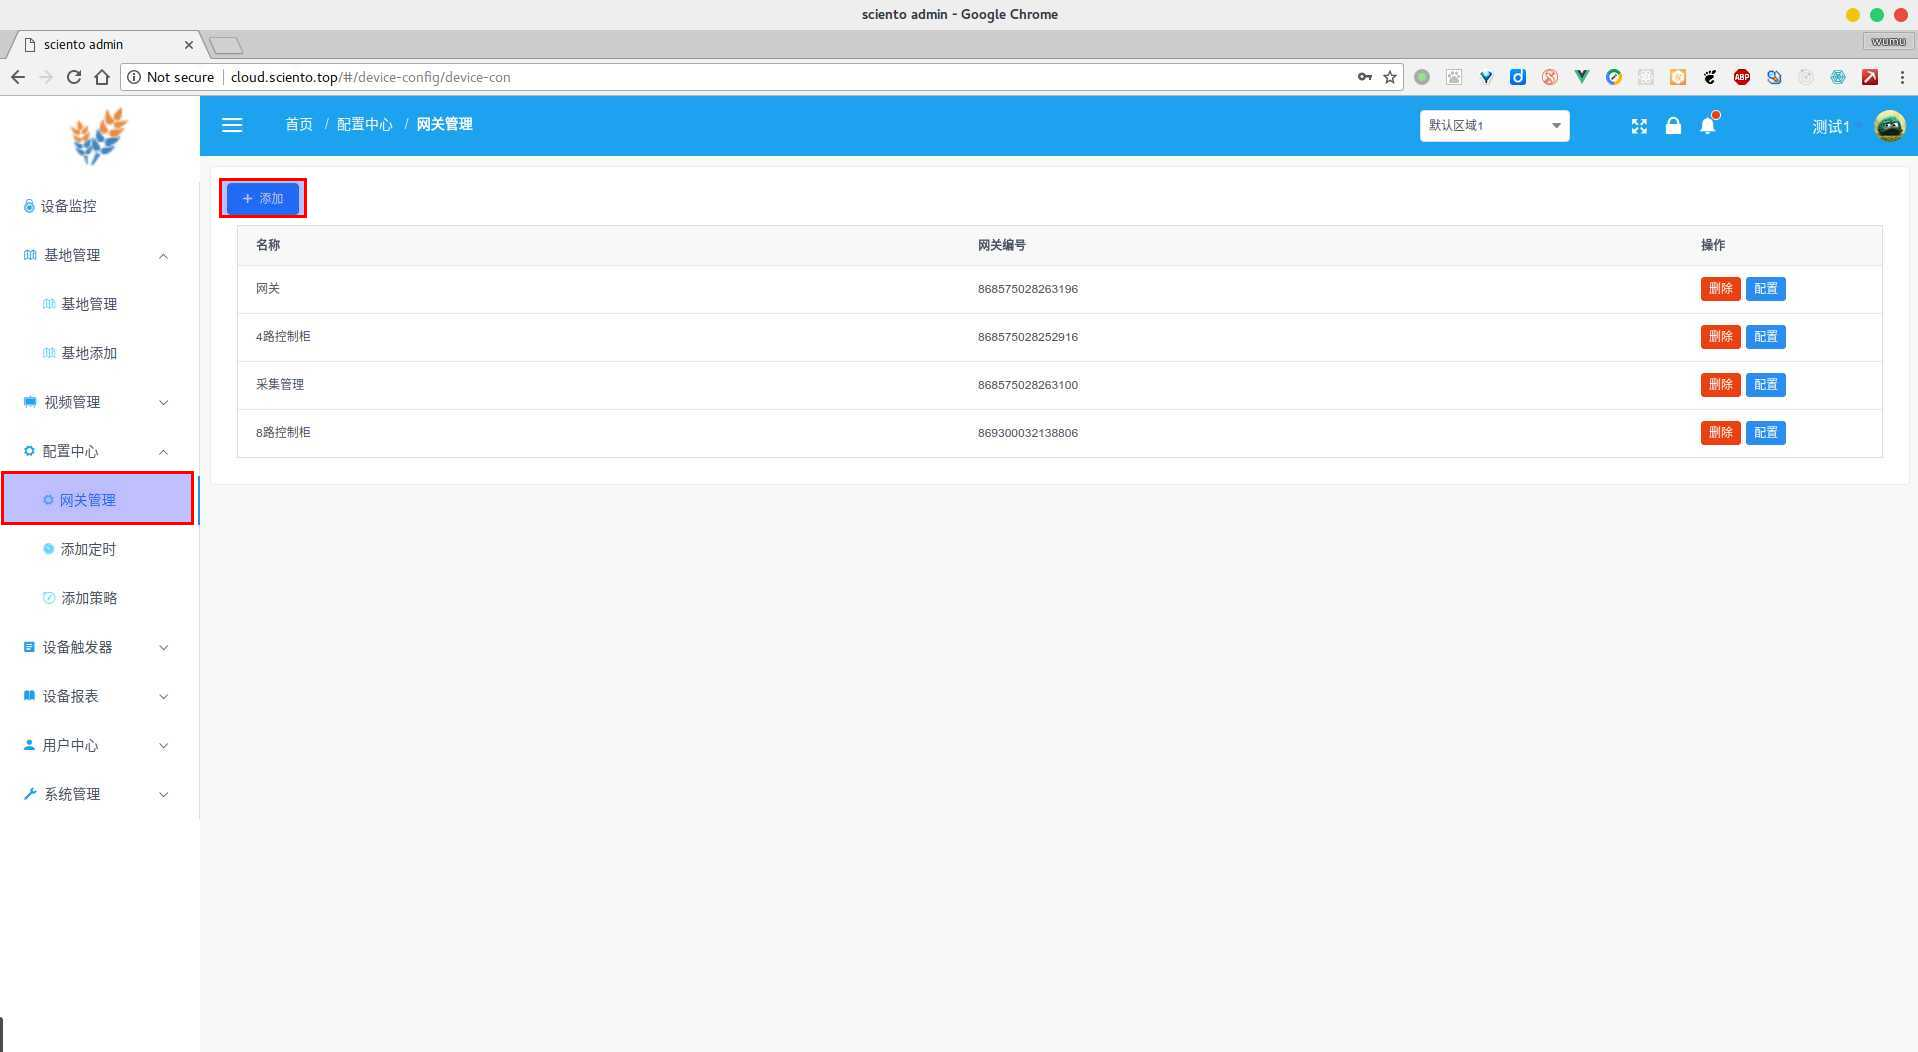 sciento admin - Google Chrome
sciento admin
wumu
Not secure
cloud.sciento.top/#/device-config/device-con
ABP
首页 / 配置中心 / 网关管理
默认区域1
测试1
设备监控
基地管理
基地管理
基地添加
视频管理
配置中心
网关管理
添加定时
添加策略
设备触发器
设备报表
用户中心
系统管理
+ 添加
名称 网关编号 操作
网关 868575028263196 删除 配置
4路控制柜 868575028252916 删除 配置
采集管理 868575028263100 删除 配置
8路控制柜 869300032138806 删除 配置